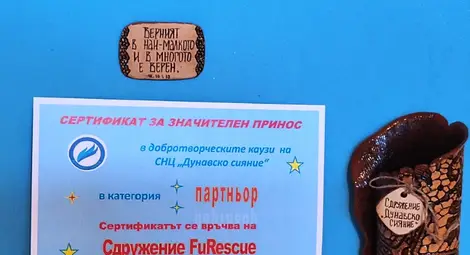 ВЕРНИЯТ
В НАЙ-МАЛКОТО
И В МНОГОТО
Е ВЕРЕН.
СЕРТИФИКАТ ЗА ЗНАЧИТЕЛЕН ПРИНОС
в добротворческите каузи на
СНЦ „Дунавско сияние"
в категория партньор
Сертификатът се връчва на
Сдружение FuRescue
Сдружение
„Дунавско
сияние"